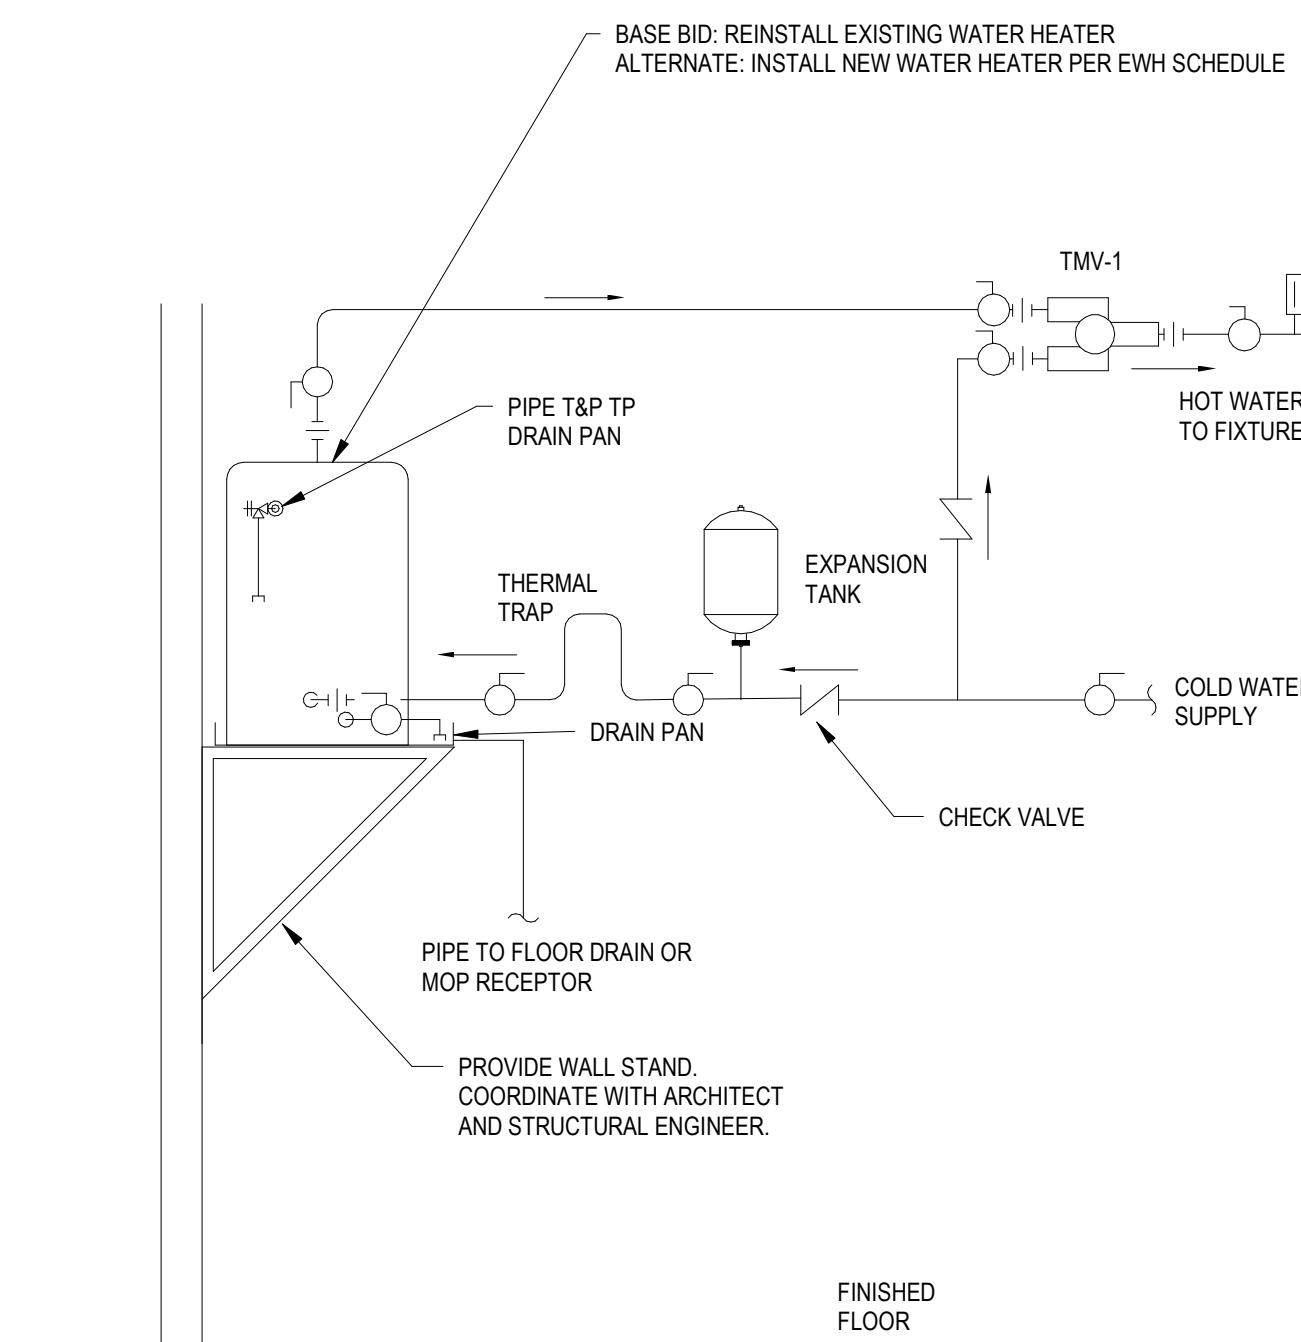 BASE BID: REINSTALL EXISTING WATER HEATER
ALTERNATE: INSTALL NEW WATER HEATER PER EWH SCHEDULE
TMV-1
HOT WATER
TO FIXTURE
PIPE T&P TP
DRAIN PAN
EXPANSION
TANK
THERMAL
TRAP
COLD WATE
SUPPLY
DRAIN PAN
CHECK VALVE
PIPE TO FLOOR DRAIN OR
MOP RECEPTOR
PROVIDE WALL STAND.
COORDINATE WITH ARCHITECT
AND STRUCTURAL ENGINEER.
FINISHED
FLOOR